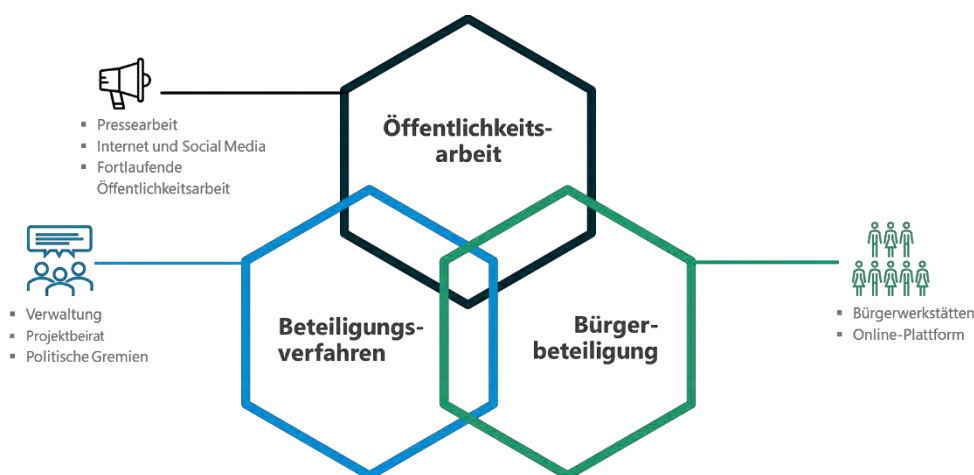 Öffentlichkeits-
arbeit
▪ Pressearbeit
▪ Internet und Social Media
▪ Fortlaufende
Öffentlichkeitsarbeit
Beteiligungs-
verfahren
▪ Verwaltung
▪ Projektbeirat
▪ Politische Gremien
Bürger-
beteiligung
▪ Bürgerwerkstätten
▪ Online-Plattform